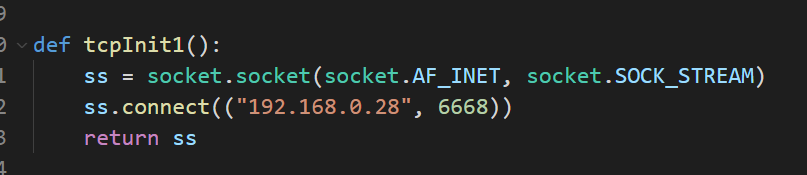 def tcpInit1():
    ss = socket.socket(socket.AF_INET, socket.SOCK_STREAM)
    ss.connect(("192.168.0.28", 6668))
    return ss